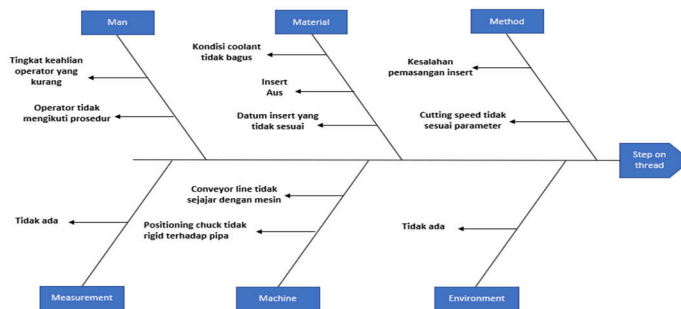 Man
Material
Method
Kondisi coolant
tidak bagus
Tingkat keahlian
operator yang
kurang
Kesalahan
pemasangan insert
Insert
Aus
Operator tidak
mengikuti prosedur
Datum insert yang
tidak sesuai
Cutting speed tidak
sesuai parameter
Step on
thread
Conveyor line tidak
sejajar dengan mesin
Tidak ada
Positioning chuck tidak
rigid terhadap pipa
Tidak ada
Measurement
Machine
Environment